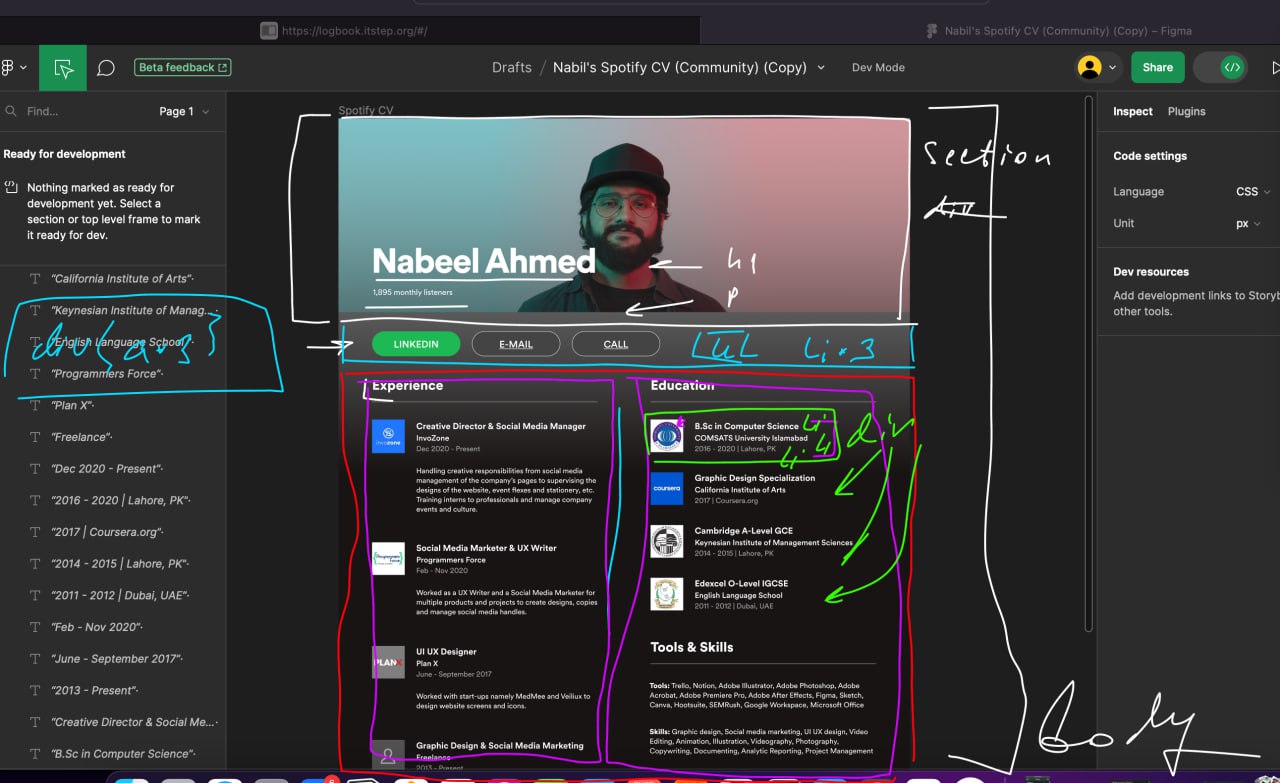 https://logbook.itstep.org/#/
Nabil's Spotify CV (Community) (Copy) – Figma
Beta feedback
Drafts / Nabil's Spotify CV (Community) (Copy)
Dev Mode
Share
Find...
Page 1
Ready for development
Nothing marked as ready for
development yet. Select a
section or top level frame to mark
it ready for dev.
"California Institute of Arts"·
"Keynesian Institute of Manag...·
"English Language School"·
"Programmers Force"·
"Plan X"·
"Freelance"·
"Dec 2020 - Present"·
"2016 - 2020 | Lahore, PK"·
"2017 | Coursera.org"·
"2014 - 2015 | Lahore, PK"·
"2011 - 2012 | Dubai, UAE"·
"Feb - Nov 2020"·
"June - September 2017"·
"2013 - Present"·
"Creative Director & Social Me...·
"B.Sc in Computer Science"·
div{a*3}
Spotify CV
Nabeel Ahmed
1,895 monthly listeners
h1
p
LINKEDIN
E-MAIL
CALL
UL Li*3
Experience
invozone
Creative Director & Social Media Manager
InvoZone
Dec 2020 - Present
Handling creative responsibilities from social media
management of the company's pages to supervising the
designs of the website, event flexes and stationery, etc.
Training interns to professionals and manage company
events and culture.
Programmers
Force
Social Media Marketer & UX Writer
Programmers Force
Feb - Nov 2020
Worked as a UX Writer and a Social Media Marketer for
multiple products and projects to create designs, copies
and manage social media handles.
PLANX
UI UX Designer
Plan X
June - September 2017
Worked with start-ups namely MedMee and Veiliux to
design website screens and icons.
Graphic Design & Social Media Marketing
Freelance
Education
B.Sc in Computer Science
COMSATS University Islamabad
2016 - 2020 | Lahore, PK
Li
Li
Li
div
coursera
Graphic Design Specialization
California Institute of Arts
2017 | Coursera.org
Cambridge A-Level GCE
Keynesian Institute of Management Sciences
2014 - 2015 | Lahore, PK
Edexcel O-Level IGCSE
English Language School
2011 - 2012 | Dubai, UAE
Tools & Skills
Tools: Trello, Notion, Adobe Illustrator, Adobe Photoshop, Adobe
Acrobat, Adobe Premiere Pro, Adobe After Effects, Figma, Sketch,
Canva, Hootsuite, SEMRush, Google Workspace, Microsoft Office
Skills: Graphic design, Social media marketing, UI UX design, Video
Editing, Animation, Illustration, Videography, Photography,
Copywriting, Documenting, Analytic Reporting, Project Management
Section
div
Body
Inspect
Plugins
Code settings
Language
CSS
Unit
px
Dev resources
Add development links to Storyb
other tools.